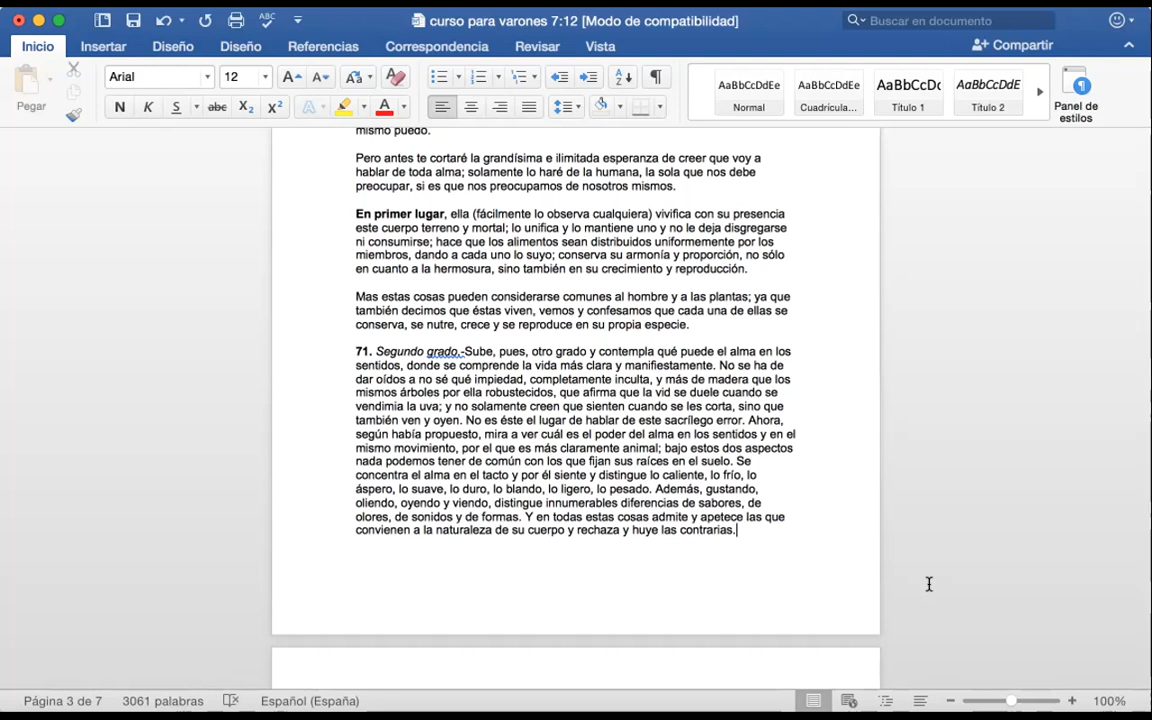 curso para varones 7:12 [Modo de compatibilidad]
Buscar en documento
Inicio Insertar Diseño Diseño Referencias Correspondencia Revisar Vista
Compartir
Pegar
Arial 12
N K S abc X₂ X²
AaBbCcDdEe AaBbCcDdEe AaBbCcDc AaBbCcDdE
Normal Cuadrícula... Título 1 Título 2
Panel de
estilos
mismo puedo.
Pero antes te cortaré la grandísima e ilimitada esperanza de creer que voy a
hablar de toda alma; solamente lo haré de la humana, la sola que nos debe
preocupar, si es que nos preocupamos de nosotros mismos.
En primer lugar, ella (fácilmente lo observa cualquiera) vivifica con su presencia
este cuerpo terreno y mortal; lo unifica y lo mantiene uno y no le deja disgregarse
ni consumirse; hace que los alimentos sean distribuidos uniformemente por los
miembros, dando a cada uno lo suyo; conserva su armonía y proporción, no sólo
en cuanto a la hermosura, sino también en su crecimiento y reproducción.
Mas estas cosas pueden considerarse comunes al hombre y a las plantas; ya que
también decimos que éstas viven, vemos y confesamos que cada una de ellas se
conserva, se nutre, crece y se reproduce en su propia especie.
71. Segundo grado.-Sube, pues, otro grado y contempla qué puede el alma en los
sentidos, donde se comprende la vida más clara y manifiestamente. No se ha de
dar oídos a no sé qué impiedad, completamente inculta, y más de madera que los
mismos árboles por ella robustecidos, que afirma que la vid se duele cuando se
vendimia la uva; y no solamente creen que sienten cuando se les corta, sino que
también ven y oyen. No es éste el lugar de hablar de este sacrílego error. Ahora,
según había propuesto, mira a ver cuál es el poder del alma en los sentidos y en el
mismo movimiento, por el que es más claramente animal; bajo estos dos aspectos
nada podemos tener de común con los que fijan sus raíces en el suelo. Se
concentra el alma en el tacto y por él siente y distingue lo caliente, lo frío, lo
áspero, lo suave, lo duro, lo blando, lo ligero, lo pesado. Además, gustando,
oliendo, oyendo y viendo, distingue innumerables diferencias de sabores, de
olores, de sonidos y de formas. Y en todas estas cosas admite y apetece las que
convienen a la naturaleza de su cuerpo y rechaza y huye las contrarias.
Página 3 de 7 3061 palabras Español (España) 100%